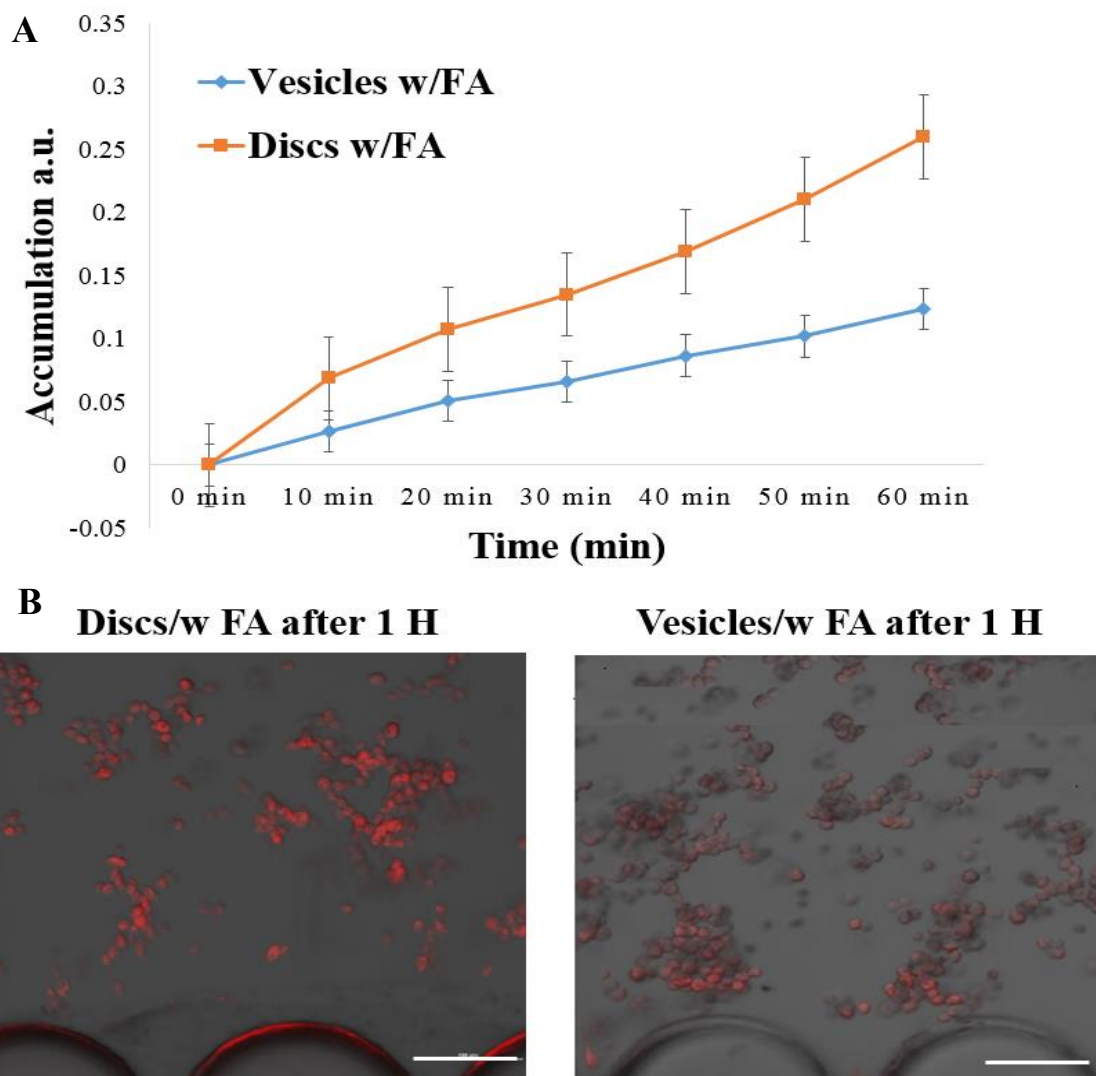 A
0.35
0.3
0.25
0.2
0.15
0.1
0.05
0
-0.05
Accumulation a.u.
Vesicles w/FA
Discs w/FA
0 min 10 min 20 min 30 min 40 min 50 min 60 min
Time (min)
B
Discs/w FA after 1 H
Vesicles/w FA after 1 H